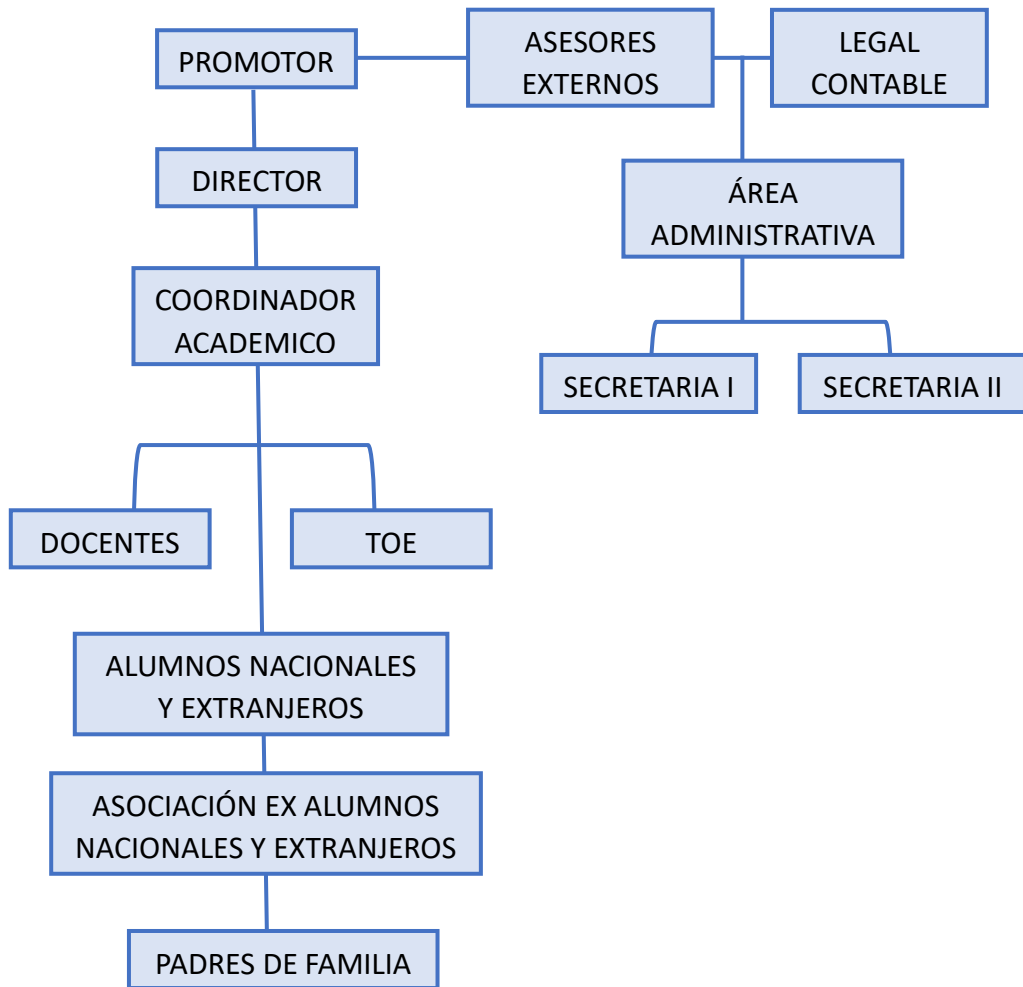 PROMOTOR
ASESORES
EXTERNOS
LEGAL
CONTABLE
DIRECTOR
ÁREA
ADMINISTRATIVA
COORDINADOR
ACADEMICO
SECRETARIA I
SECRETARIA II
DOCENTES
TOE
ALUMNOS NACIONALES
Y EXTRANJEROS
ASOCIACIÓN EX ALUMNOS
NACIONALES Y EXTRANJEROS
PADRES DE FAMILIA